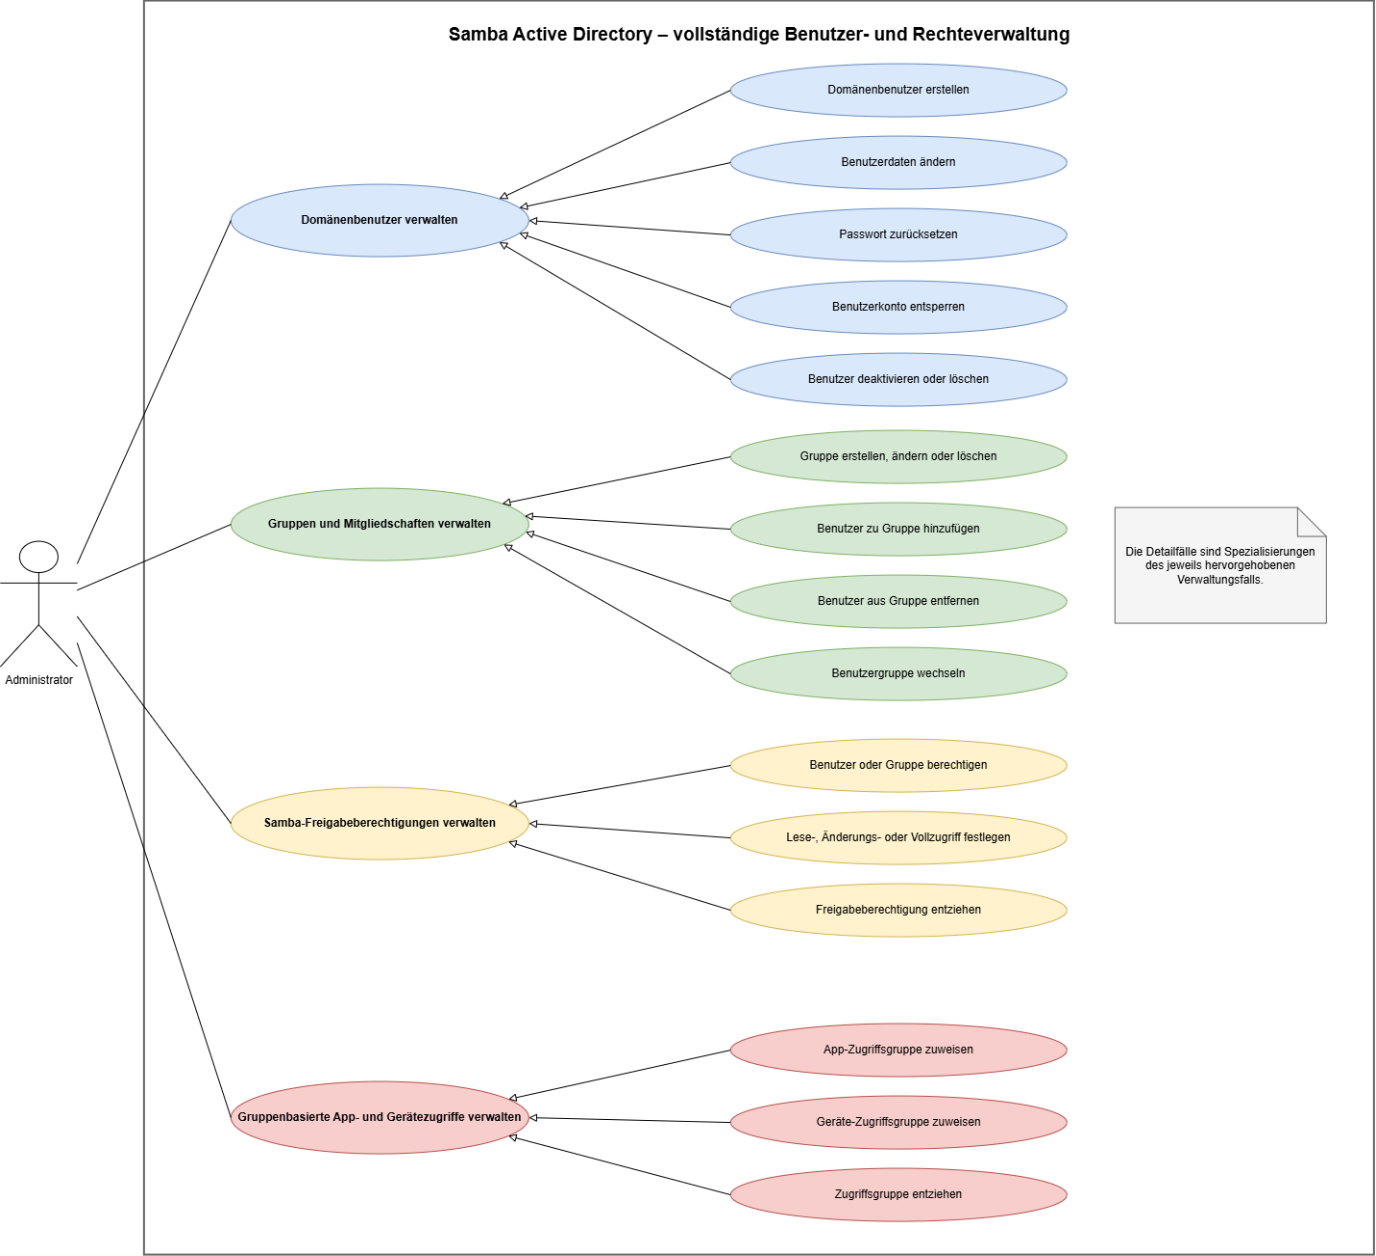 Samba Active Directory – vollständige Benutzer- und Rechteverwaltung
Domänenbenutzer erstellen
Benutzerdaten ändern
Domänenbenutzer verwalten
Passwort zurücksetzen
Benutzerkonto entsperren
Benutzer deaktivieren oder löschen
Gruppe erstellen, ändern oder löschen
Gruppen und Mitgliedschaften verwalten
Benutzer zu Gruppe hinzufügen
Benutzer aus Gruppe entfernen
Benutzergruppe wechseln
Die Detailfälle sind Spezialisierungen
des jeweils hervorgehobenen
Verwaltungsfalls.
Administrator
Benutzer oder Gruppe berechtigen
Samba-Freigabeberechtigungen verwalten
Lese-, Änderungs- oder Vollzugriff festlegen
Freigabeberechtigung entziehen
App-Zugriffsgruppe zuweisen
Gruppenbasierte App- und Gerätezugriffe verwalten
Geräte-Zugriffsgruppe zuweisen
Zugriffsgruppe entziehen